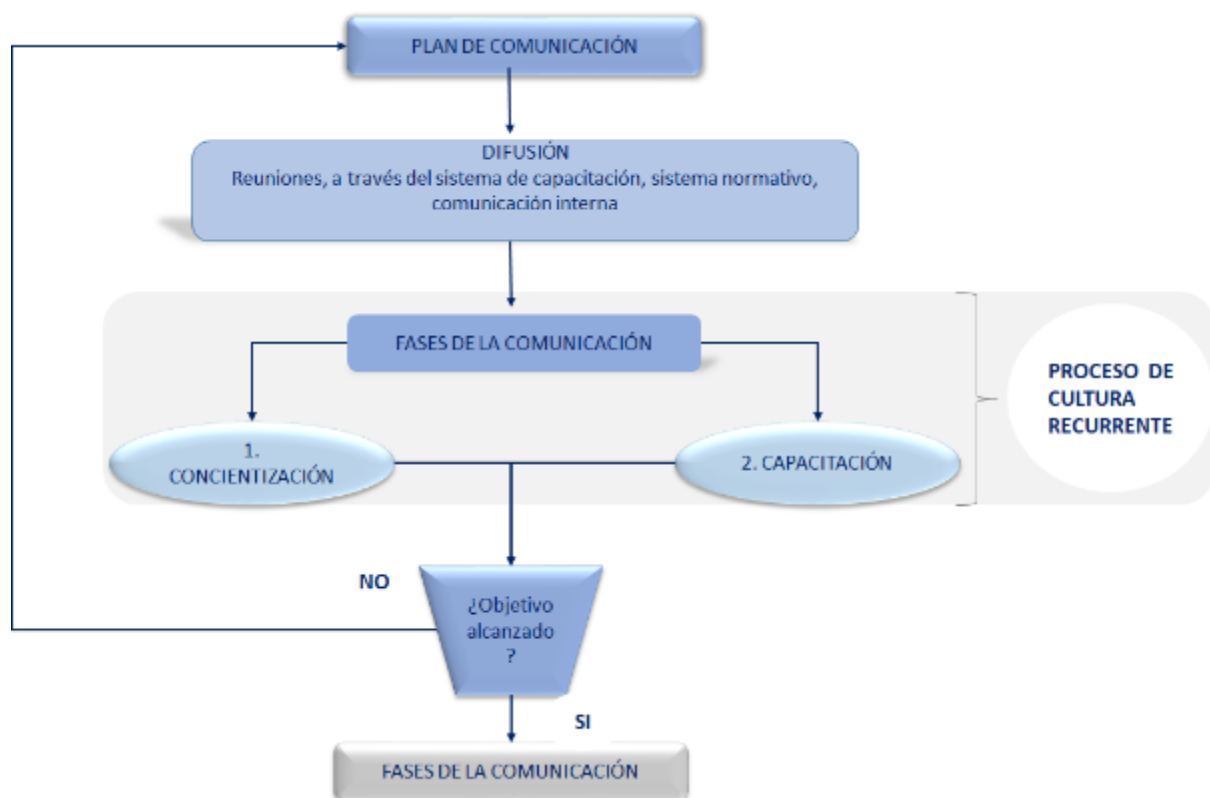 PLAN DE COMUNICACIÓN
DIFUSIÓN
Reuniones, a través del sistema de capacitación, sistema normativo,
comunicación interna
FASES DE LA COMUNICACIÓN
PROCESO DE
CULTURA
RECURRENTE
1.
CONCIENTIZACIÓN
2. CAPACITACIÓN
NO
¿Objetivo
alcanzado
?
SI
FASES DE LA COMUNICACIÓN